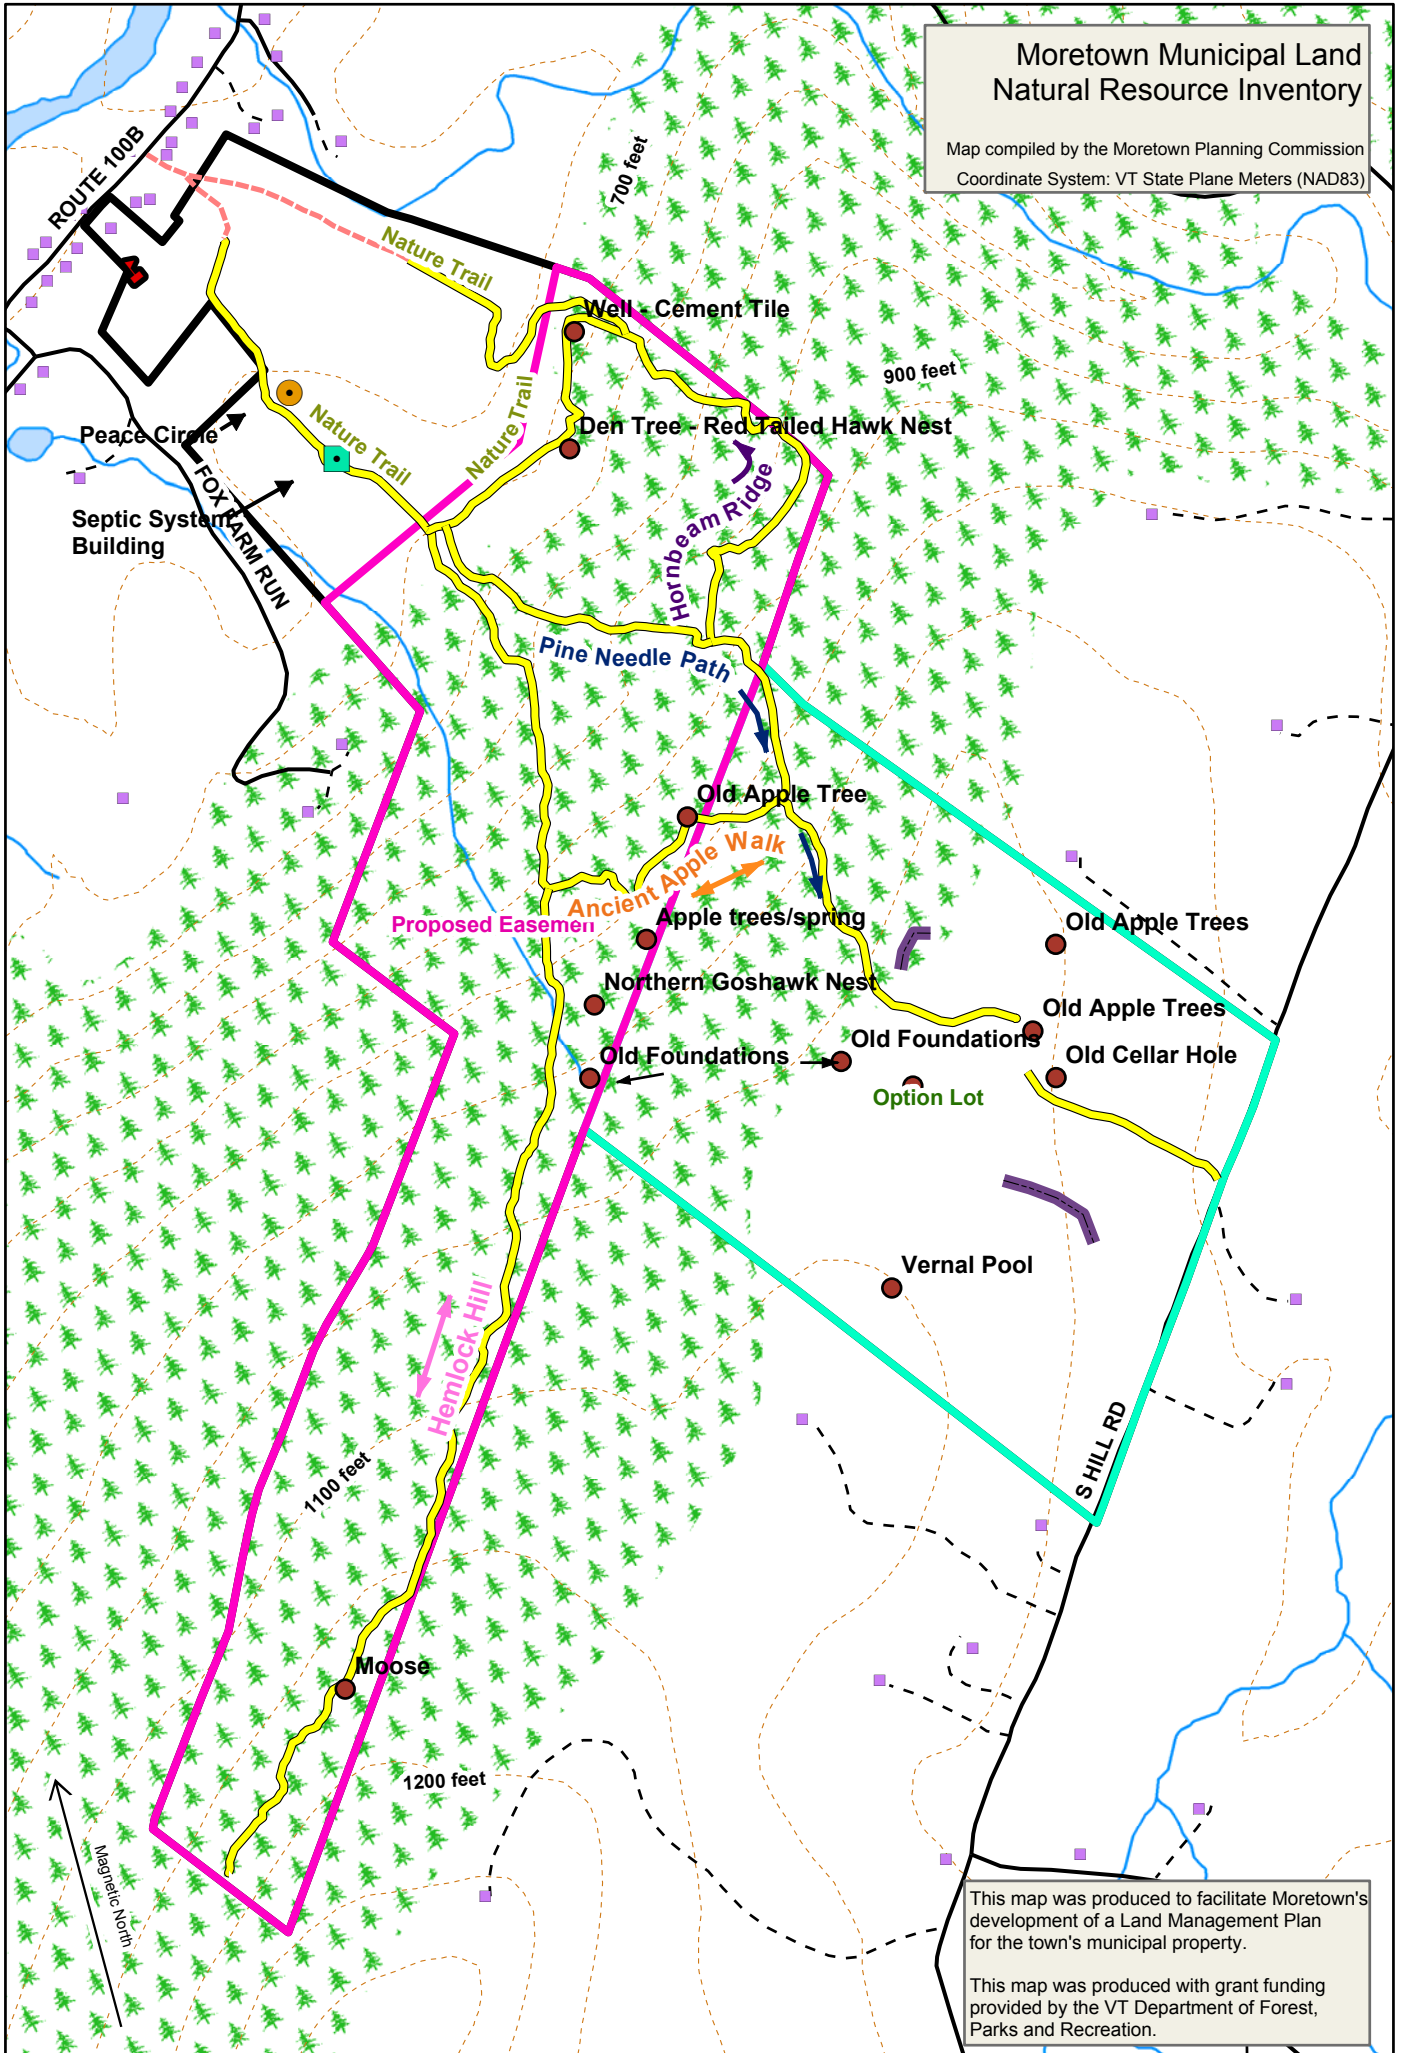 Moretown Municipal Land
Natural Resource Inventory
Map compiled by the Moretown Planning Commission
Coordinate System: VT State Plane Meters (NAD83)
ROUTE 100B
700 feet
Nature Trail
Well - Cement Tile
900 feet
Nature Trail
Nature Trail
Den Tree - Red Tailed Hawk Nest
Peace Circle
Hornbeam Ridge
Septic System
Building
FOX FARM RUN
Pine Needle Path
Old Apple Tree
Ancient Apple Walk
Proposed Easemen
Apple trees/spring
Old Apple Trees
Northern Goshawk Nest
Old Apple Trees
Old Foundations
Old Foundations
Old Cellar Hole
Option Lot
Vernal Pool
Hemlock Hill
S HILL RD
1100 feet
Moose
1200 feet
Magnetic North
This map was produced to facilitate Moretown's
development of a Land Management Plan
for the town's municipal property.
This map was produced with grant funding
provided by the VT Department of Forest,
Parks and Recreation.